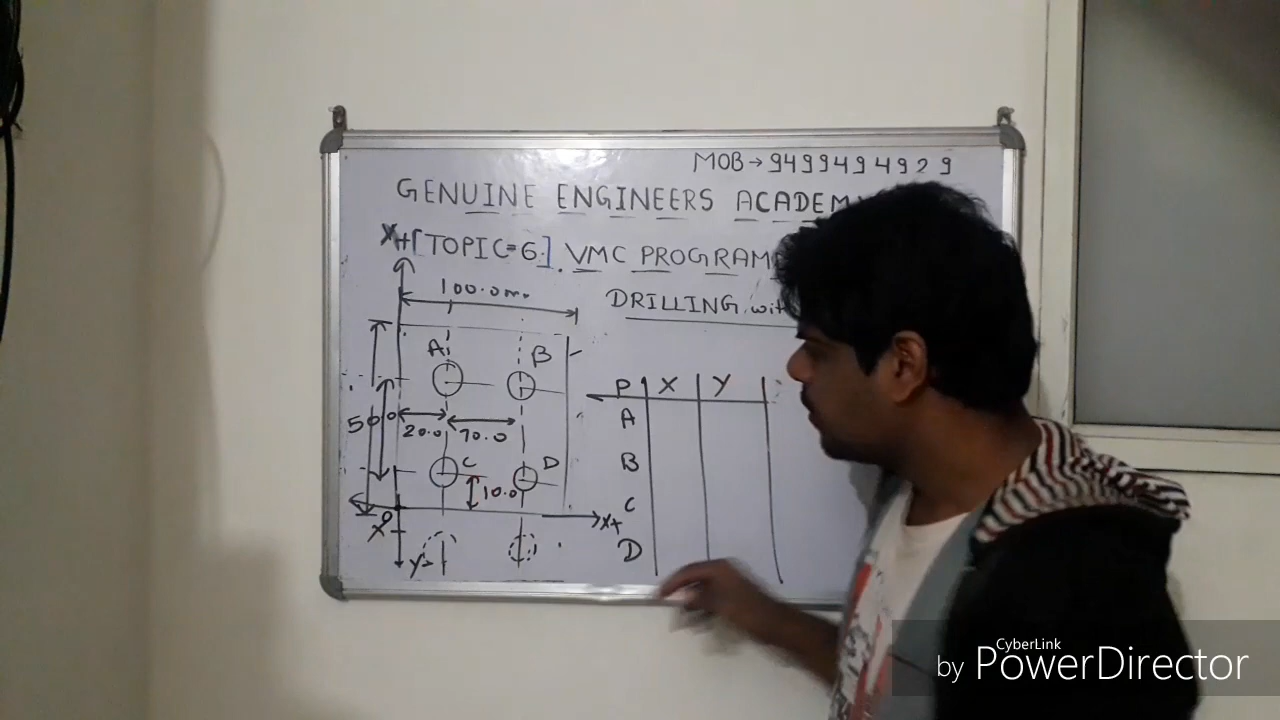 MOB → 9499494929
GENUINE ENGINEERS ACADEM
[TOPIC=6.] VMC PROGRAM
100.0
DRILLING wit
A
B
P X Y
A
50
20.0
70.0
B
C
D
10.0
C
X+
D
Y-
CyberLink
by PowerDirector